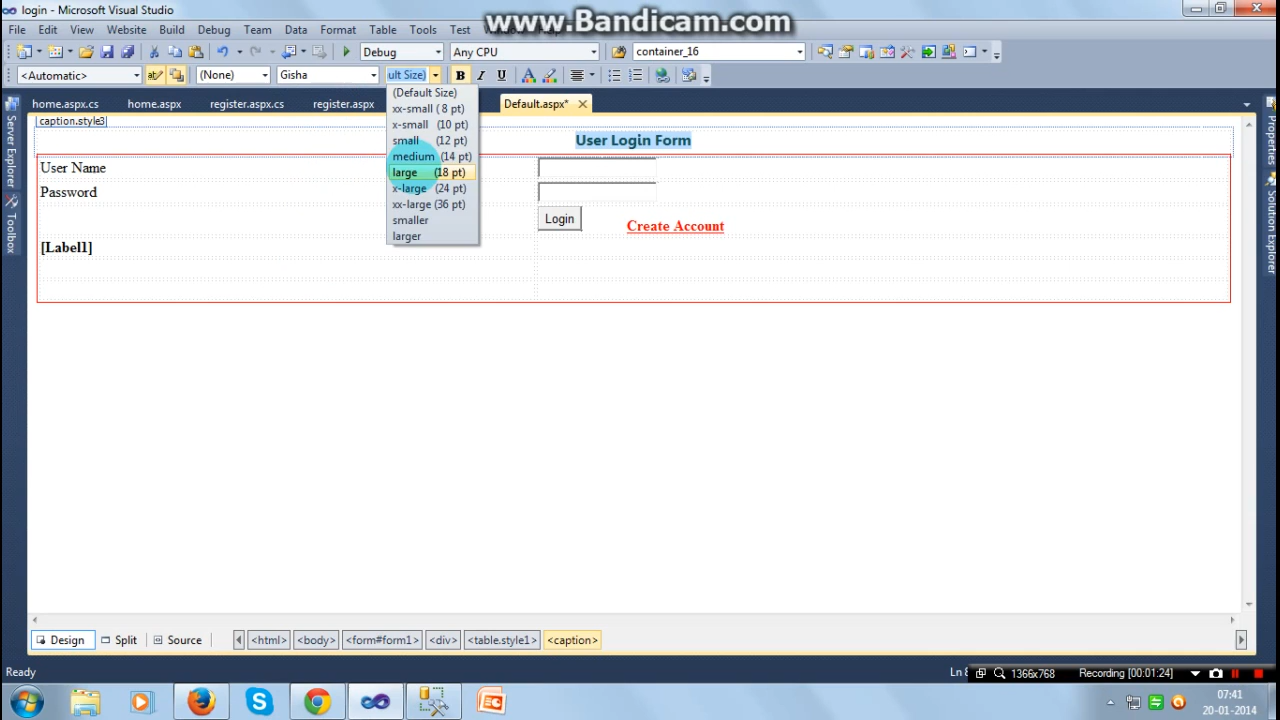 login - Microsoft Visual Studio
www.Bandicam.com
File Edit View Website Build Debug Team Data Format Table Tools Test
Debug Any CPU container_16
<Automatic> (None) Gisha ult Size) B I U A
home.aspx.cs home.aspx register.aspx.cs register.aspx Default.aspx*
(Default Size)
xx-small ( 8 pt)
x-small (10 pt)
small (12 pt)
medium (14 pt)
large (18 pt)
x-large (24 pt)
xx-large (36 pt)
smaller
larger
Server Explorer
Toolbox
Properties
Solution Explorer
caption.style3
User Login Form
User Name
Password
Login Create Account
[Label1]
Design Split Source <html> <body> <form#form1> <div> <table.style1> <caption>
Ready Ln 8 1366x768 Recording [00:01:24]
07:41
20-01-2014